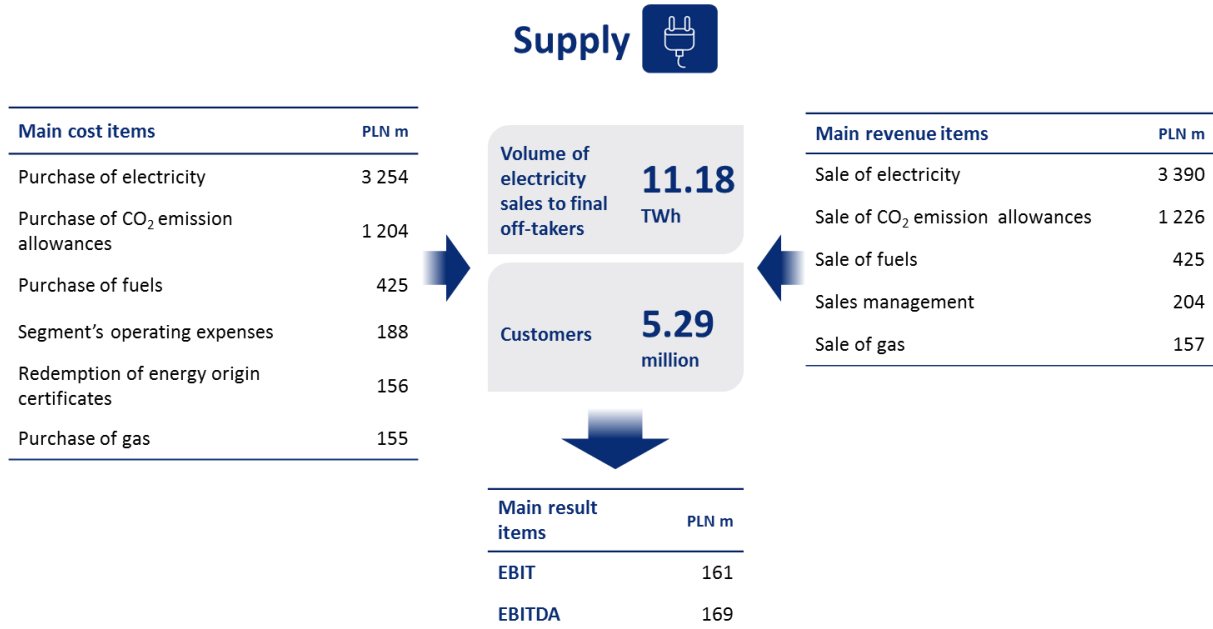 Supply
Main cost items PLN m
Purchase of electricity 3 254
Purchase of CO₂ emission
allowances 1 204
Purchase of fuels 425
Segment's operating expenses 188
Redemption of energy origin
certificates 156
Purchase of gas 155
Volume of
electricity
sales to final
off-takers
11.18
TWh
Customers
5.29
million
Main revenue items PLN m
Sale of electricity 3 390
Sale of CO₂ emission allowances 1 226
Sale of fuels 425
Sales management 204
Sale of gas 157
Main result
items PLN m
EBIT 161
EBITDA 169